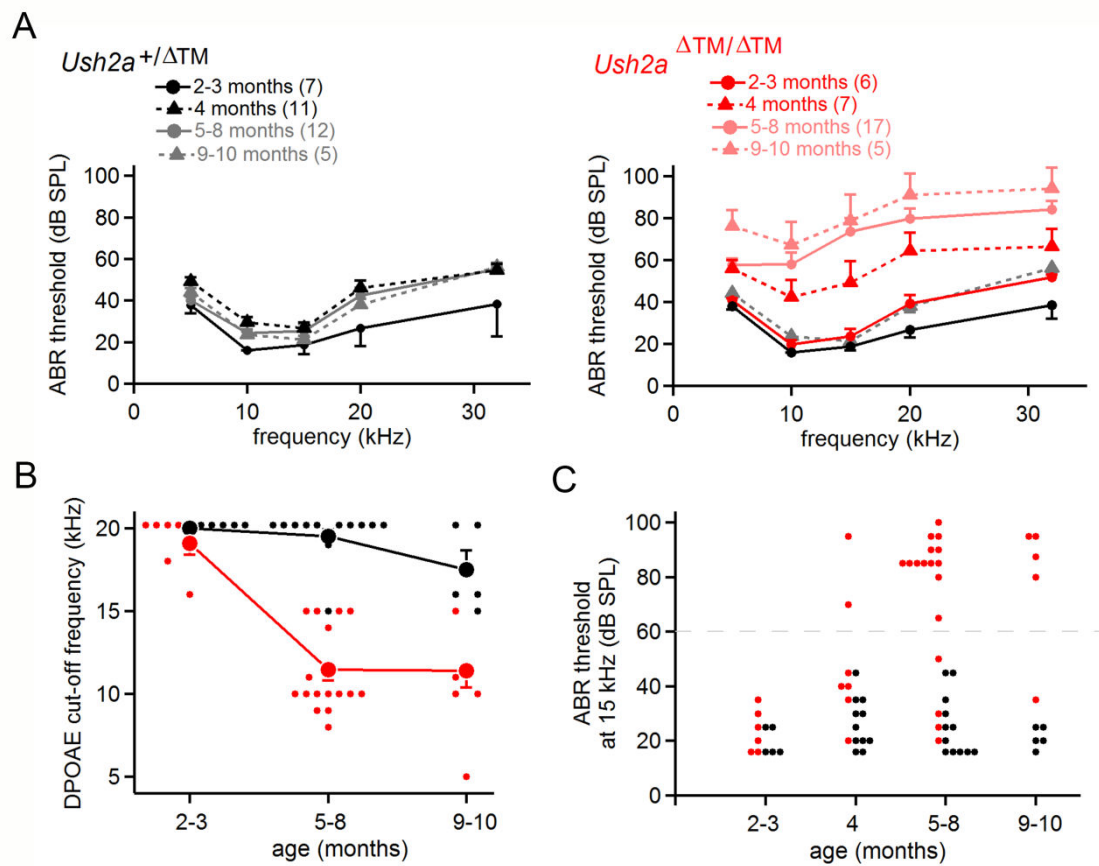 A
Ush2a +/ΔTM
2-3 months (7)
4 months (11)
5-8 months (12)
9-10 months (5)
ABR threshold (dB SPL)
100
80
60
40
20
0
0 10 20 30
frequency (kHz)
Ush2a ΔTM/ΔTM
2-3 months (6)
4 months (7)
5-8 months (17)
9-10 months (5)
ABR threshold (dB SPL)
100
80
60
40
20
0
0 10 20 30
frequency (kHz)
B
DPOAE cut-off frequency (kHz)
20
15
10
5
2-3 5-8 9-10
age (months)
C
ABR threshold
at 15 kHz (dB SPL)
100
80
60
40
20
0
2-3 4 5-8 9-10
age (months)